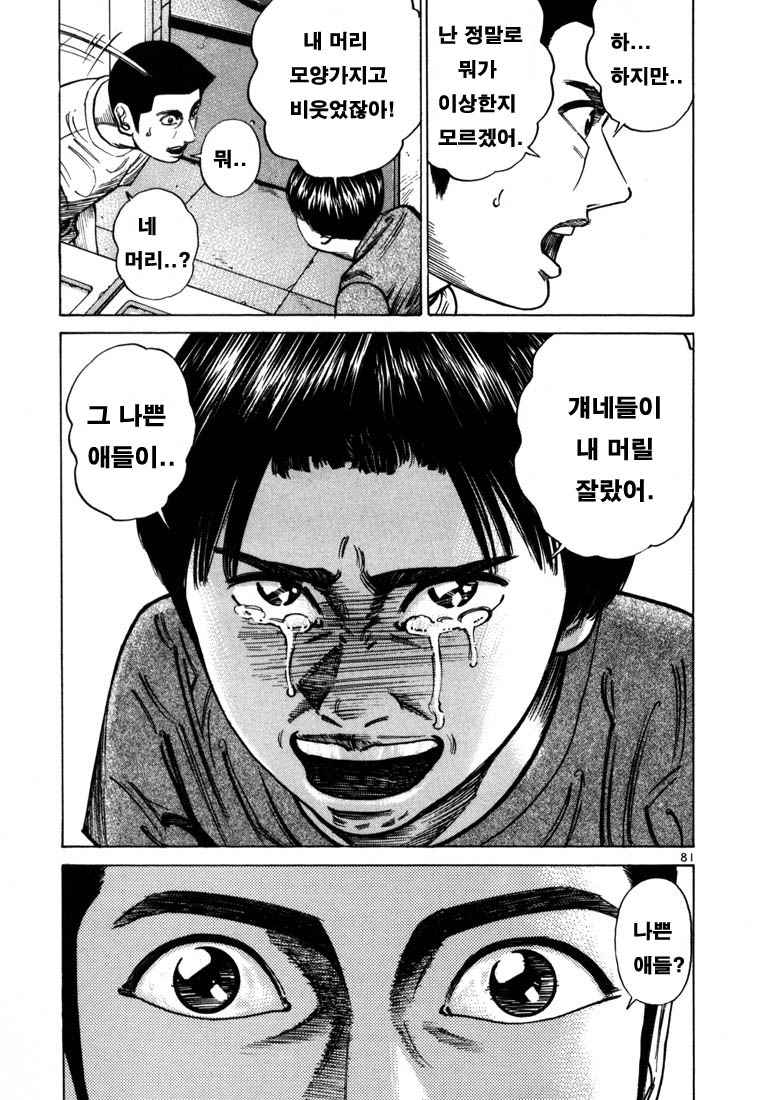 하...
하지만..
난 정말로
뭐가
이상한지
모르겠어.
내 머리
모양가지고
비웃었잖아!
뭐..
네
머리..?
걔네들이
내 머릴
잘랐어.
그 나쁜
애들이..
81
나쁜
애들?